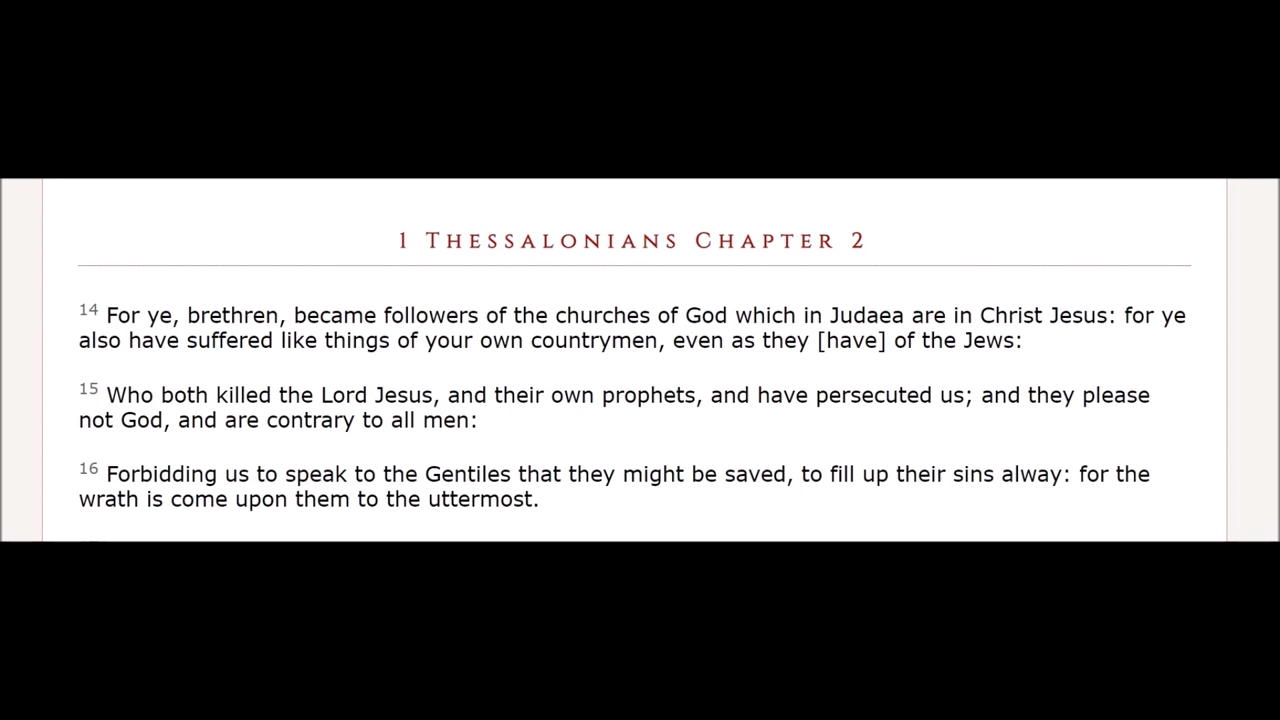 1 Thessalonians Chapter 2
14 For ye, brethren, became followers of the churches of God which in Judaea are in Christ Jesus: for ye
also have suffered like things of your own countrymen, even as they [have] of the Jews:
15 Who both killed the Lord Jesus, and their own prophets, and have persecuted us; and they please
not God, and are contrary to all men:
16 Forbidding us to speak to the Gentiles that they might be saved, to fill up their sins alway: for the
wrath is come upon them to the uttermost.